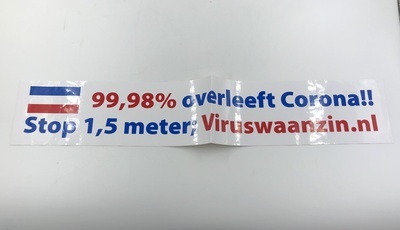 99,98% overleeft Corona!!
Stop 1,5 meter; Viruswaanzin.nl